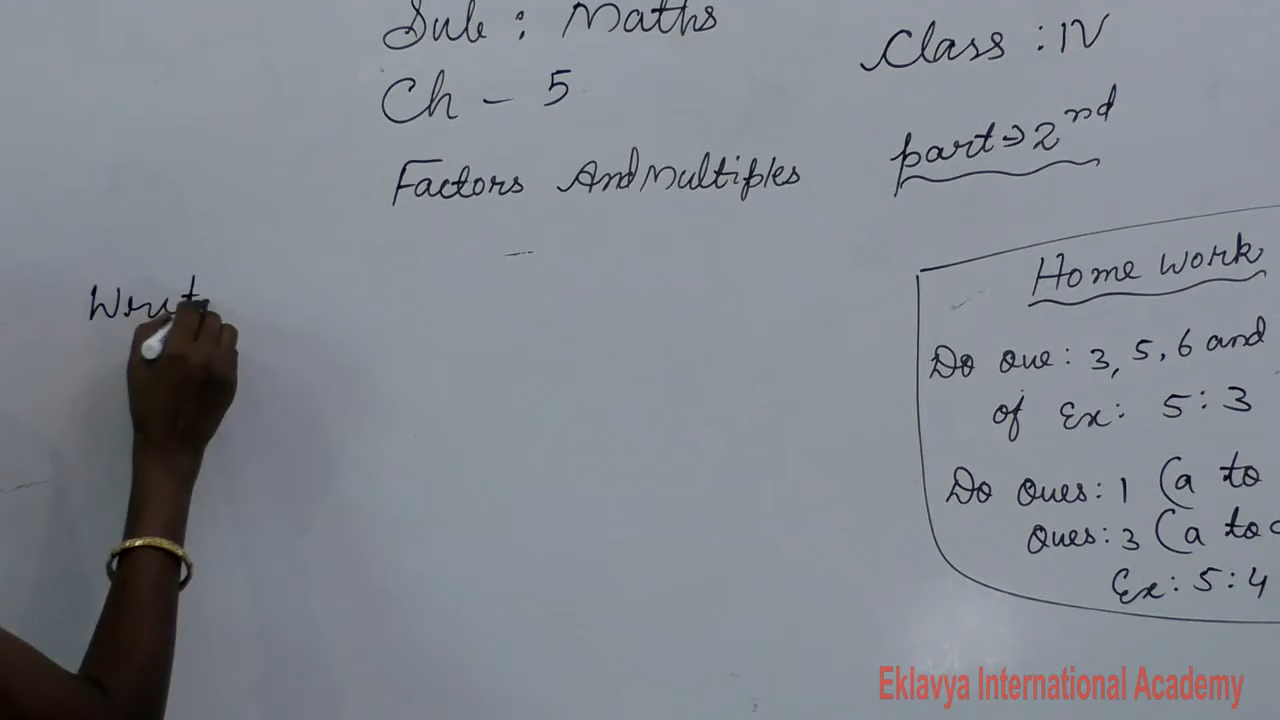 Sub : Maths
Class : IV
Ch - 5
part ⇒ 2nd
Factors And Multiples
Home work
Writ
Do Que : 3, 5, 6 and
of Ex : 5 : 3
Do Ques : 1 (a to
Ques : 3 (a to
Ex : 5 : 4
Eklavya International Academy